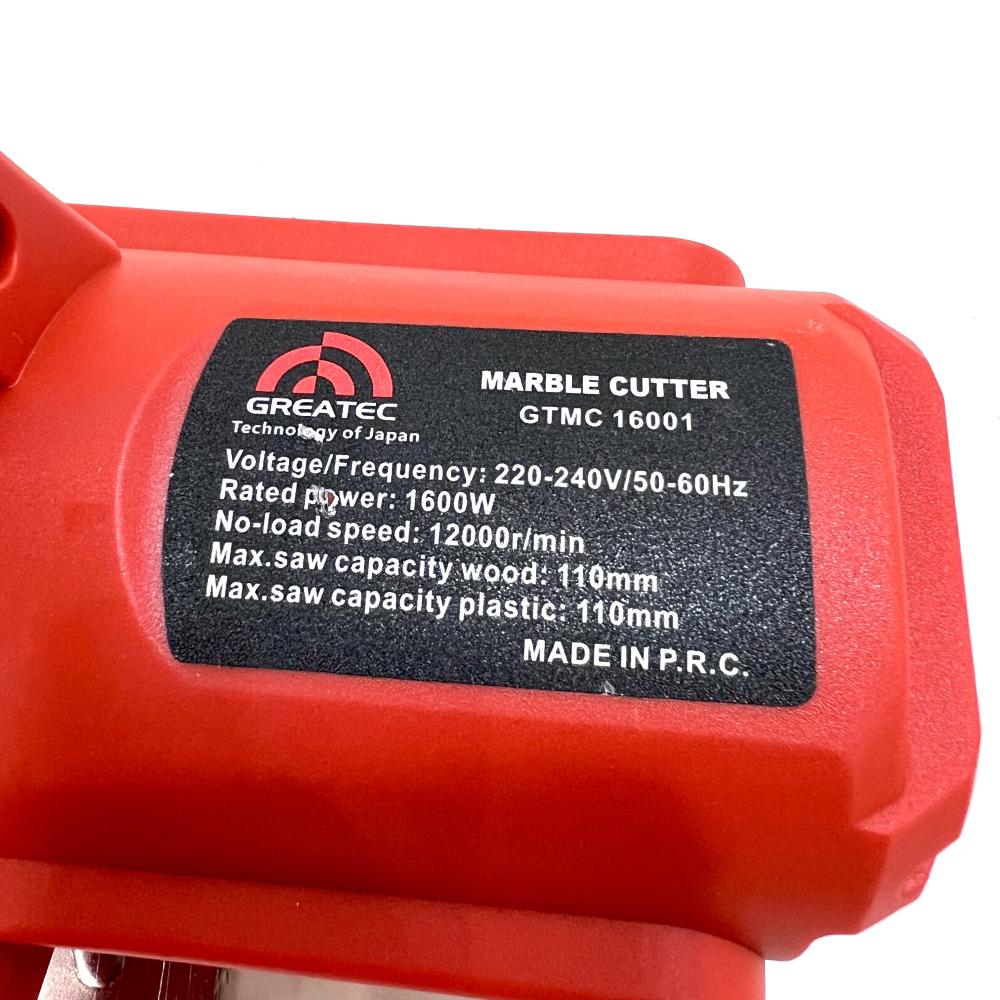 GREATEC
Technology of Japan
MARBLE CUTTER
GTMC 16001
Voltage/Frequency: 220-240V/50-60Hz
Rated power: 1600W
No-load speed: 12000r/min
Max.saw capacity wood: 110mm
Max.saw capacity plastic: 110mm
MADE IN P.R.C.